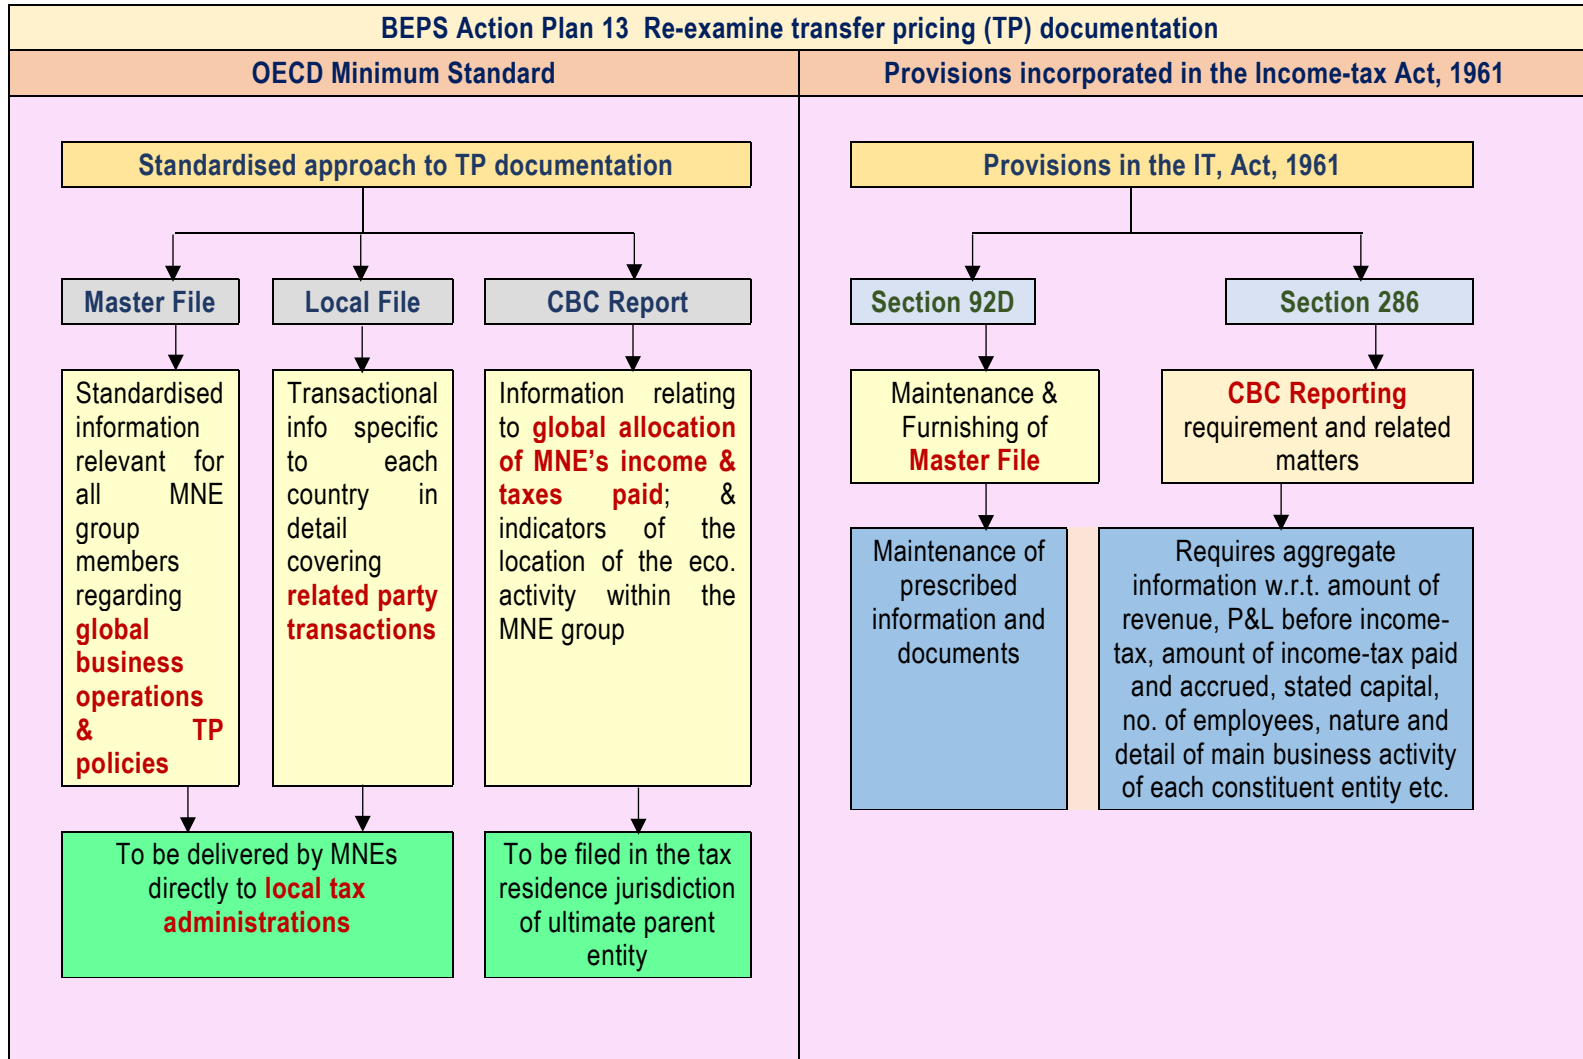 BEPS Action Plan 13  Re-examine transfer pricing (TP) documentation
OECD Minimum Standard
Provisions incorporated in the Income-tax Act, 1961
Standardised approach to TP documentation
Master File
Local File
CBC Report
Standardised
information
relevant for
all MNE
group
members
regarding
global
business
operations
& TP
policies
Transactional
info specific
to each
country in
detail
covering
related party
transactions
Information relating
to global allocation
of MNE’s income &
taxes paid; &
indicators of the
location of the eco.
activity within the
MNE group
To be delivered by MNEs
directly to local tax
administrations
To be filed in the tax
residence jurisdiction
of ultimate parent
entity
Provisions in the IT, Act, 1961
Section 92D
Section 286
Maintenance &
Furnishing of
Master File
CBC Reporting
requirement and related
matters
Maintenance of
prescribed
information and
documents
Requires aggregate
information w.r.t. amount of
revenue, P&L before income-
tax, amount of income-tax paid
and accrued, stated capital,
no. of employees, nature and
detail of main business activity
of each constituent entity etc.